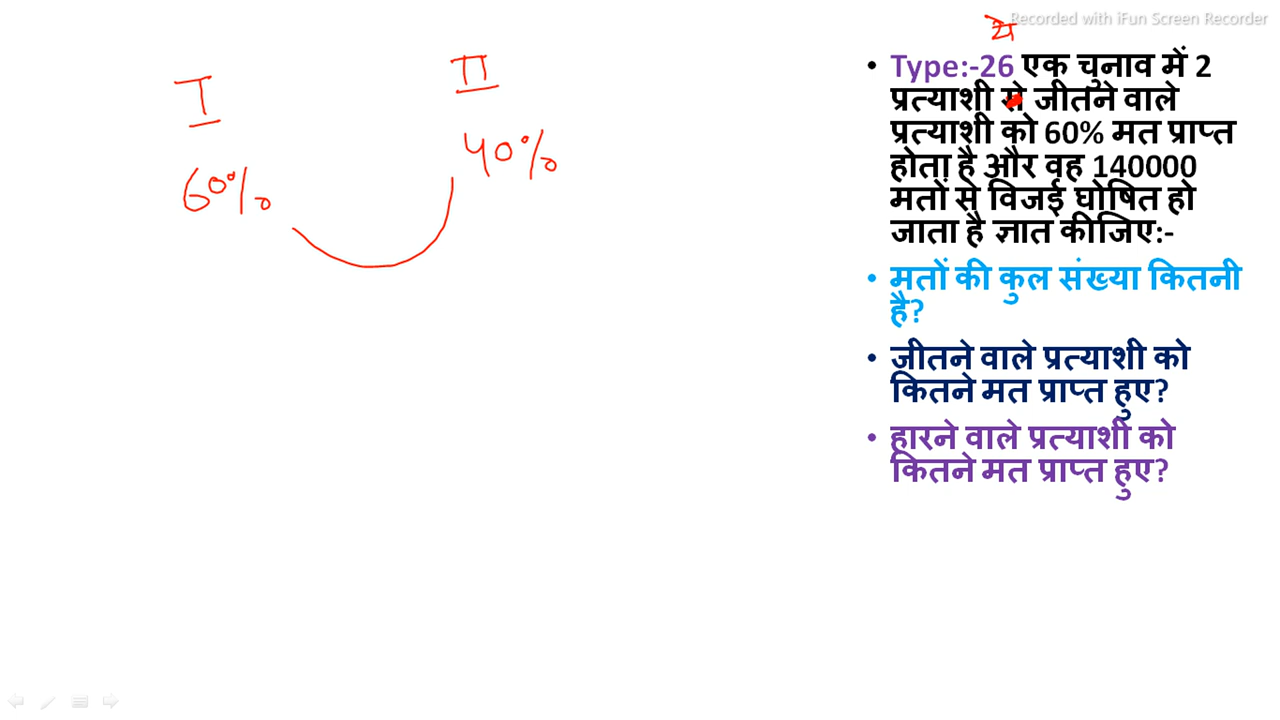 Recorded with iFun Screen Recorder
थे
I
II
60%
40%
• Type:-26 एक चुनाव में 2
प्रत्याशी से जीतने वाले
प्रत्याशी को 60% मत प्राप्त
होता है और वह 140000
मतों से विजई घोषित हो
जाता है ज्ञात कीजिए:-
• मतों की कुल संख्या कितनी
है?
• जीतने वाले प्रत्याशी को
कितने मत प्राप्त हुए?
• हारने वाले प्रत्याशी को
कितने मत प्राप्त हुए?